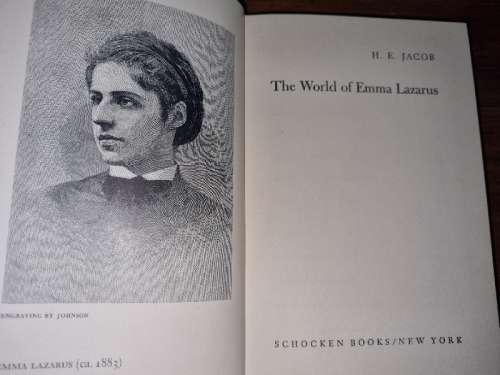 ENGRAVING BY JOHNSON
EMMA LAZARUS (ca. 1883)
H. E. JACOB
The World of Emma Lazarus
SCHOCKEN BOOKS/NEW YORK